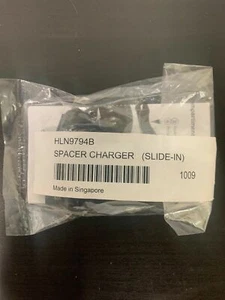 HLN9794B
SPACER CHARGER (SLIDE-IN)
1009
Made in Singapore